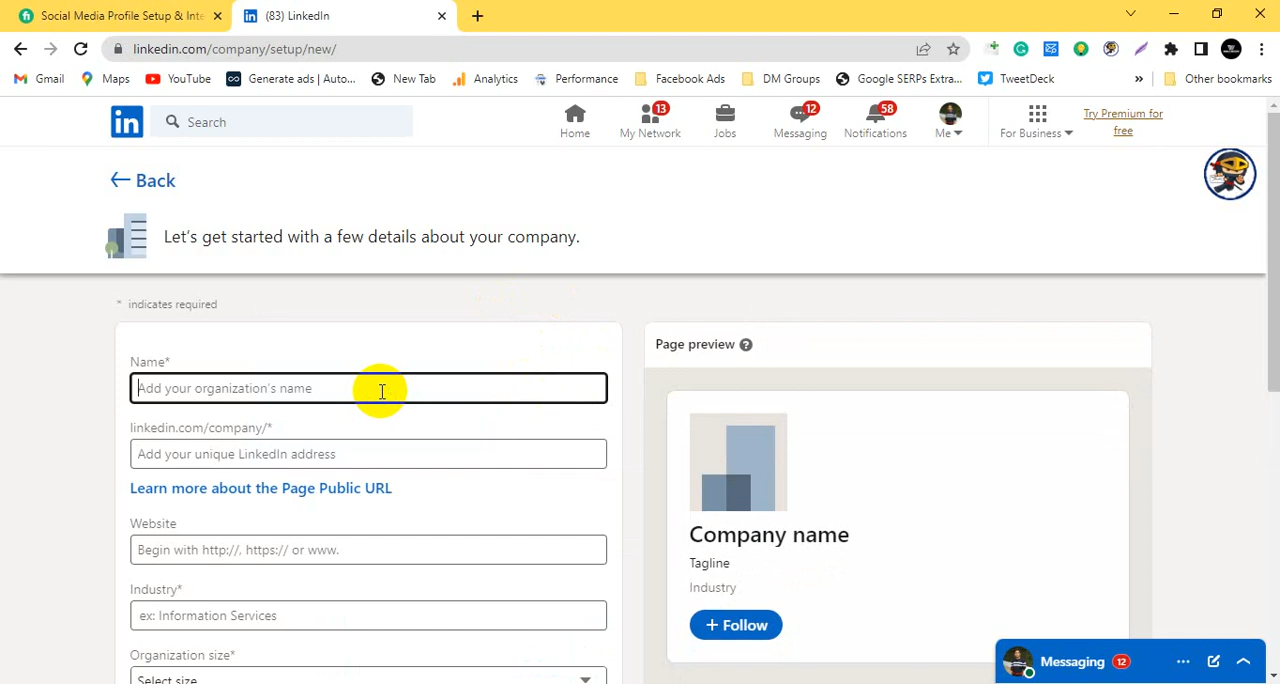 Social Media Profile Setup & Inte
(83) LinkedIn
linkedin.com/company/setup/new/
Gmail
Maps
YouTube
Generate ads | Auto...
New Tab
Analytics
Performance
Facebook Ads
DM Groups
Google SERPs Extra...
TweetDeck
»
Other bookmarks
in
Search
Home
13
My Network
Jobs
12
Messaging
58
Notifications
Me
For Business
Try Premium for
free
← Back
Let's get started with a few details about your company.
* indicates required
Name*
Add your organization's name
linkedin.com/company/*
Add your unique LinkedIn address
Learn more about the Page Public URL
Website
Begin with http://, https:// or www.
Industry*
ex: Information Services
Organization size*
Select size
Page preview
Company name
Tagline
Industry
+ Follow
Messaging 12